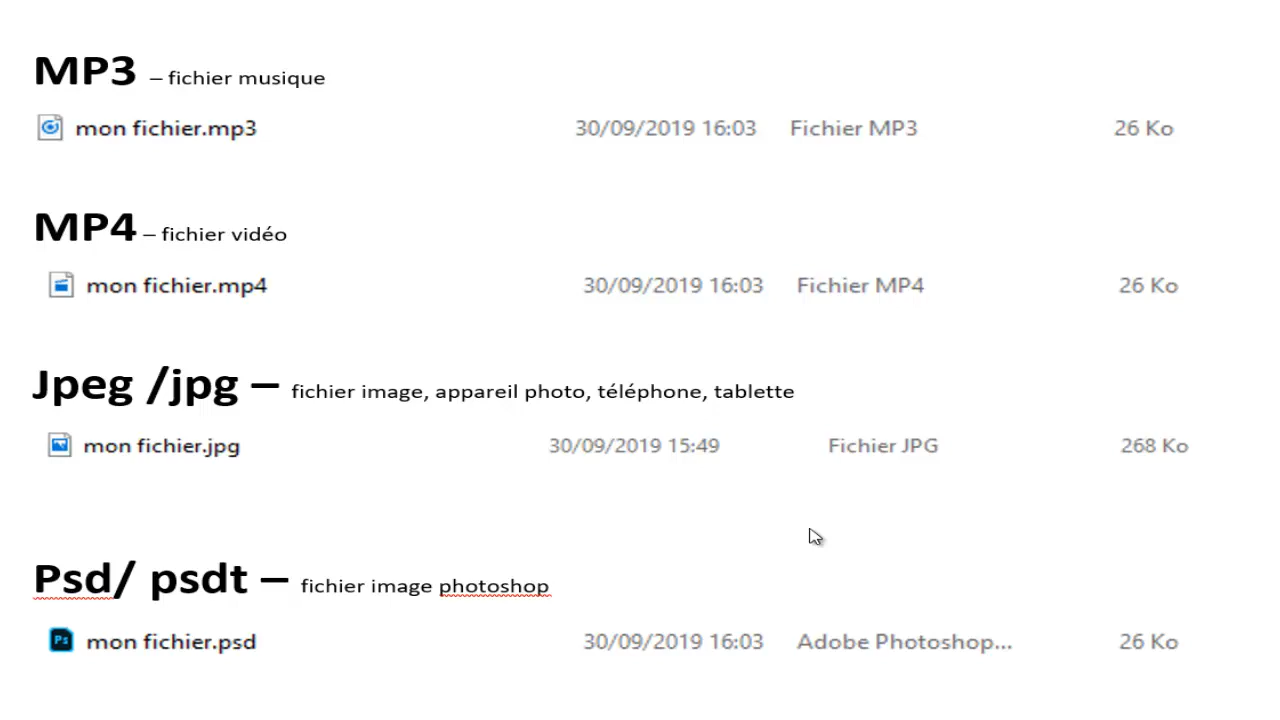 MP3 – fichier musique
mon fichier.mp3 30/09/2019 16:03 Fichier MP3 26 Ko
MP4 – fichier vidéo
mon fichier.mp4 30/09/2019 16:03 Fichier MP4 26 Ko
Jpeg /jpg – fichier image, appareil photo, téléphone, tablette
mon fichier.jpg 30/09/2019 15:49 Fichier JPG 268 Ko
Psd/ psdt – fichier image photoshop
Ps mon fichier.psd 30/09/2019 16:03 Adobe Photoshop... 26 Ko